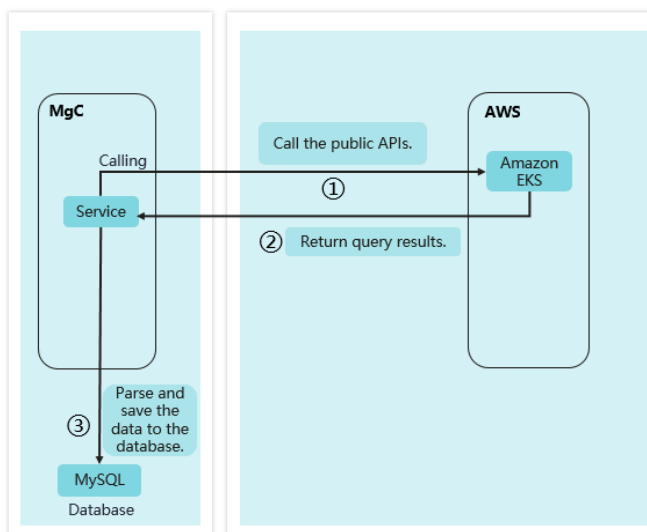 MgC
AWS
Call the public APIs.
Calling
Amazon
EKS
①
Service
② Return query results.
Parse and
save the
③
data to the
database.
MySQL
Database